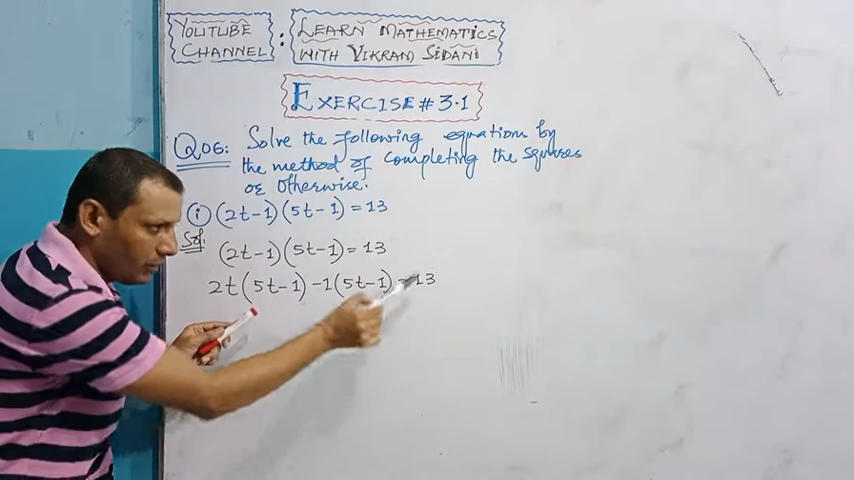 YOUTUBE CHANNEL : LEARN MATHEMATICS
WITH VIKRAM SIDANI
EXERCISE # 3.1
Q06: Solve the following equations by
the method of completing the squares
or otherwise.
i (2t-1)(5t-1) = 13
Sol: (2t-1)(5t-1) = 13
2t(5t-1) -1(5t-1) = 13